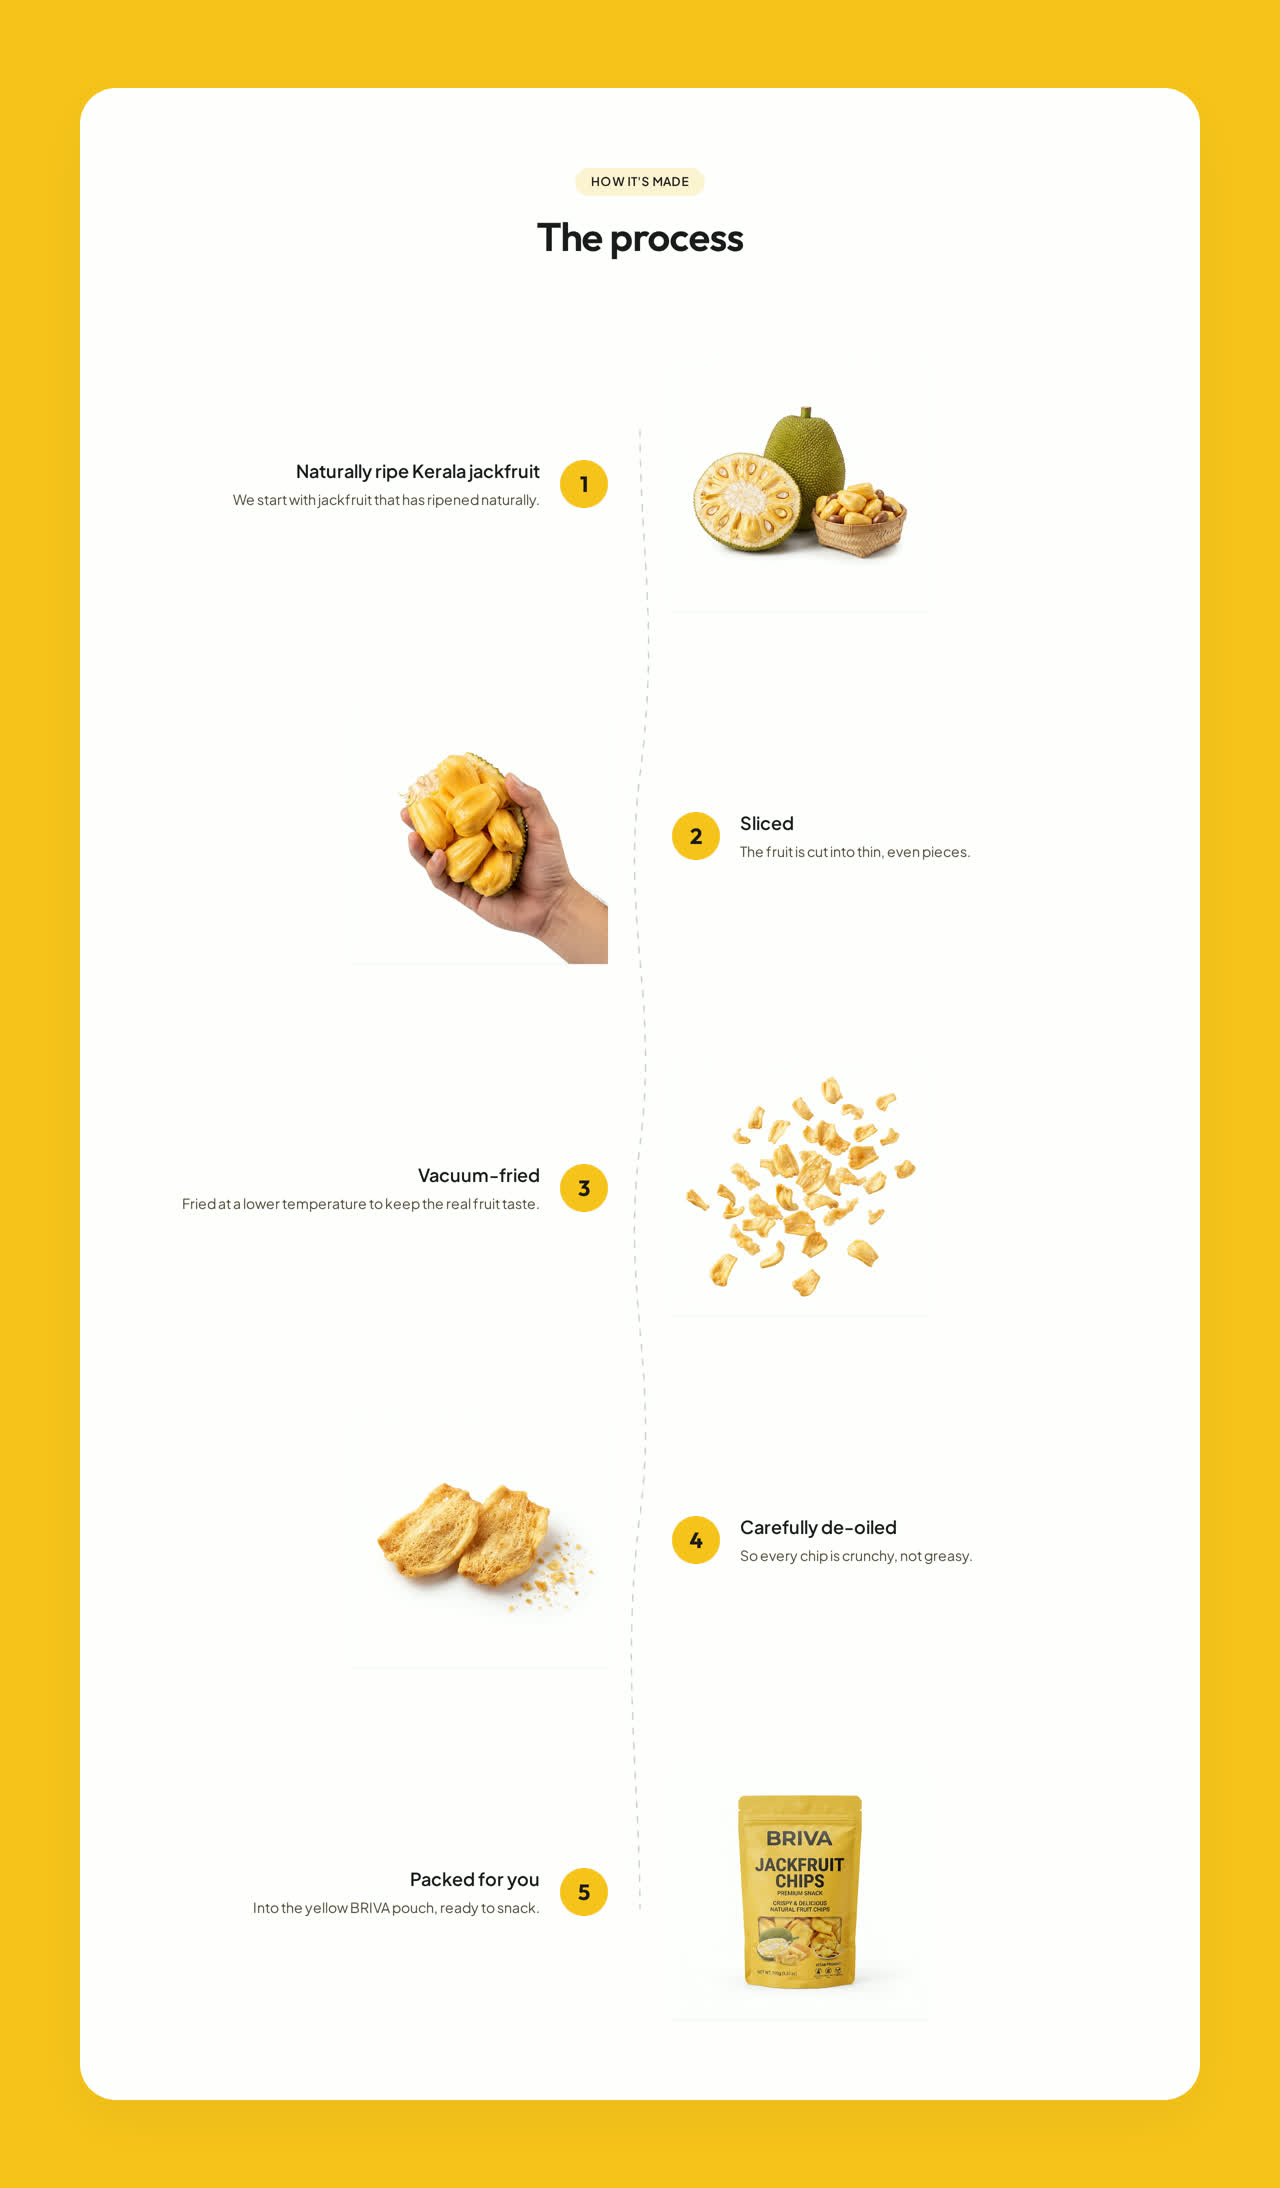 HOW IT'S MADE
The process
Naturally ripe Kerala jackfruit
We start with jackfruit that has ripened naturally.
1
2
Sliced
The fruit is cut into thin, even pieces.
Vacuum-fried
Fried at a lower temperature to keep the real fruit taste.
3
4
Carefully de-oiled
So every chip is crunchy, not greasy.
Packed for you
Into the yellow BRIVA pouch, ready to snack.
5
BRIVA
JACKFRUIT
CHIPS
PREMIUM SNACK
CRISPY & DELICIOUS
NATURAL FRUIT CHIPS